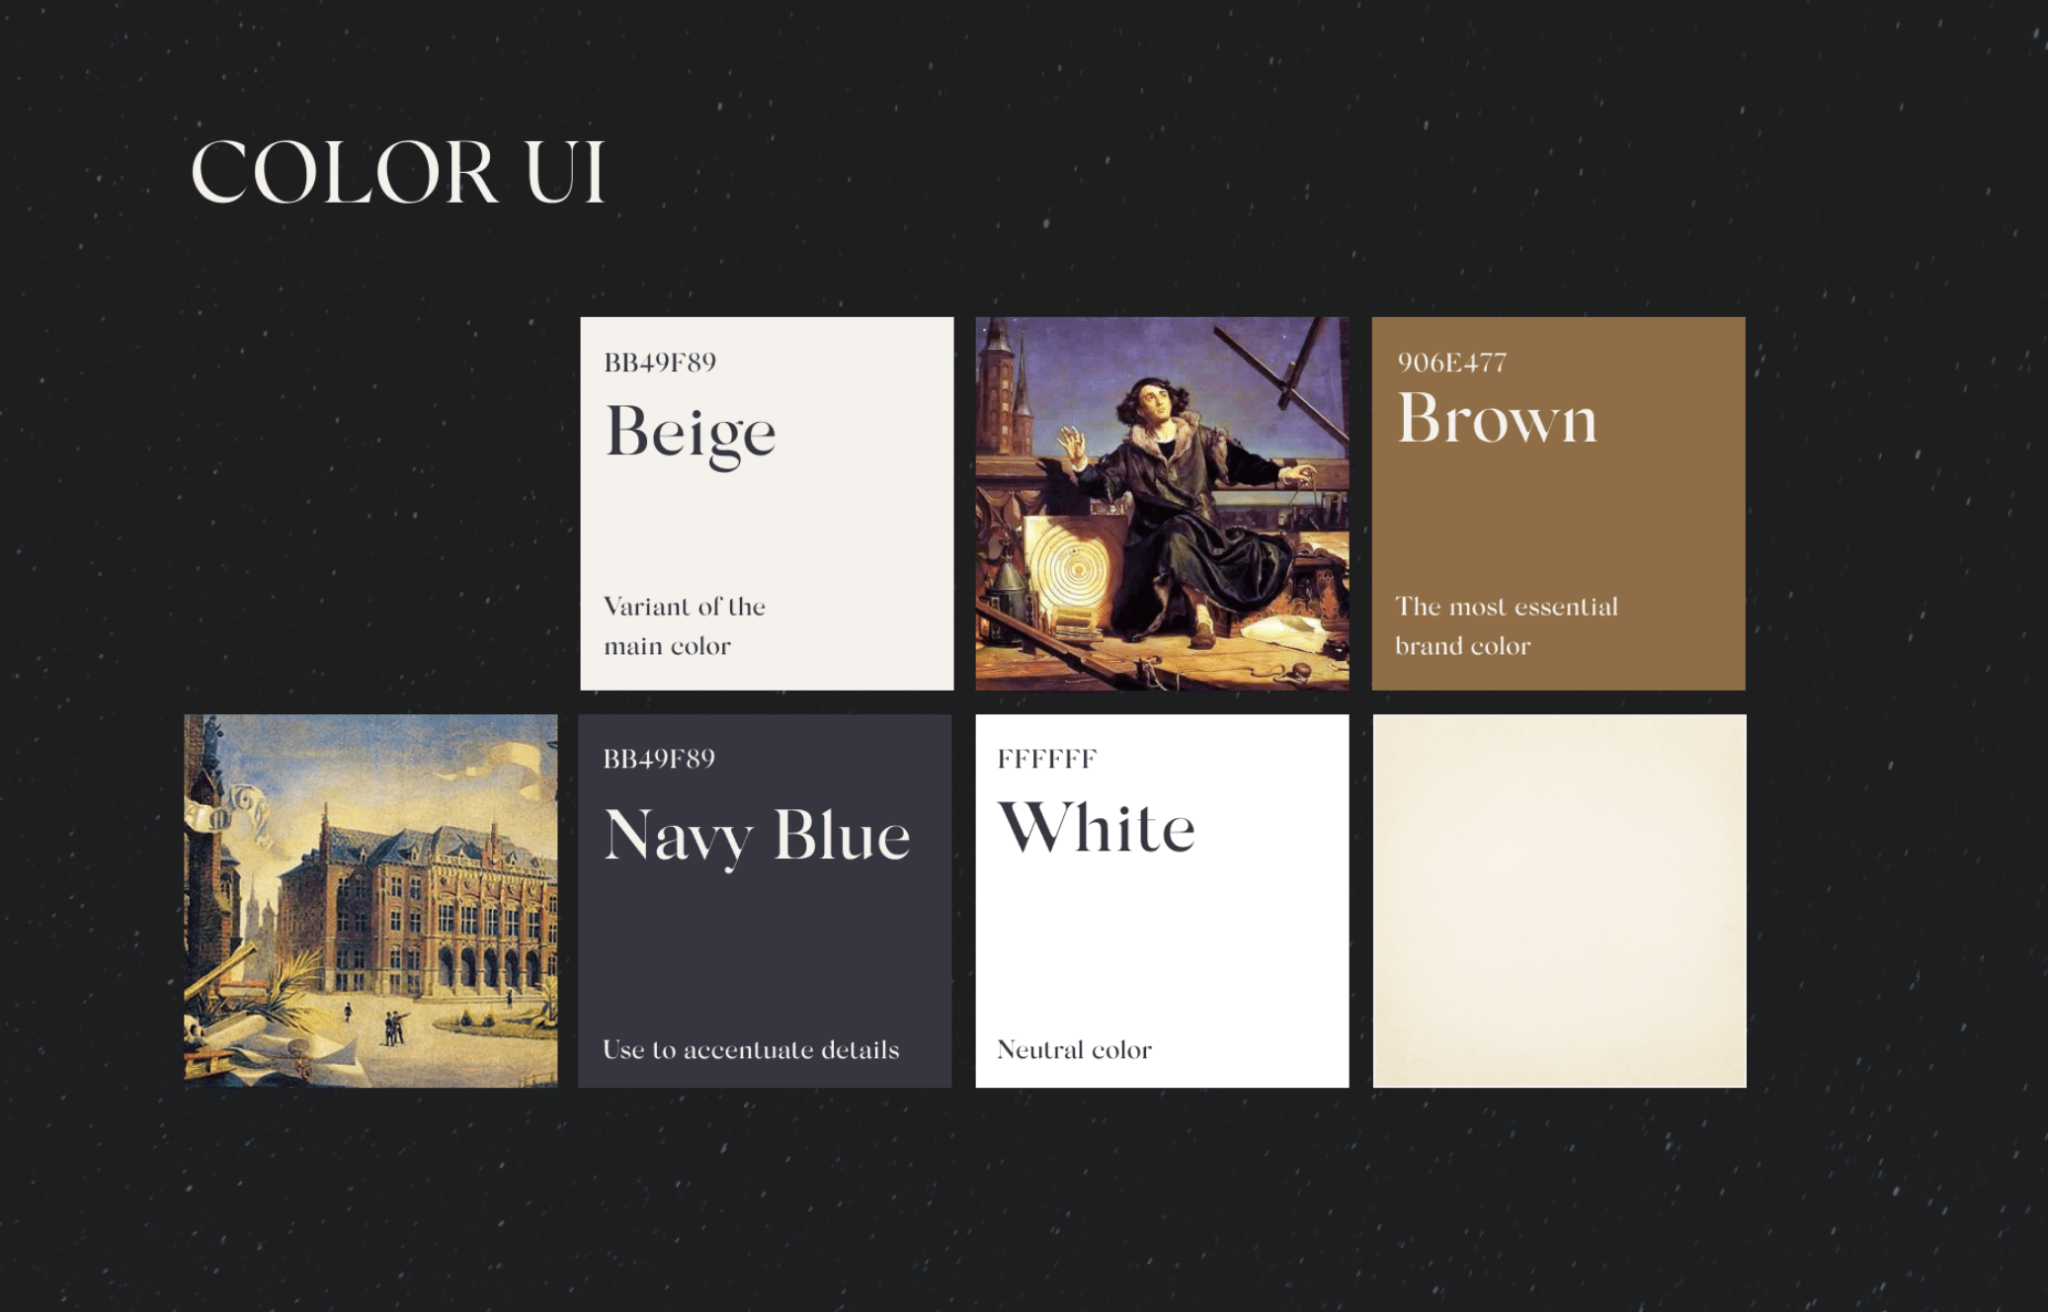 COLOR UI
BB49F89
Beige
Variant of the
main color
906E477
Brown
The most essential
brand color
BB49F89
Navy Blue
Use to accentuate details
FFFFFF
White
Neutral color